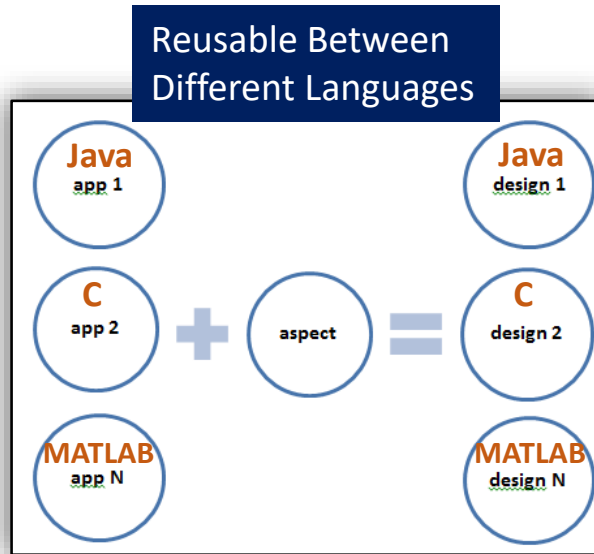 Reusable Between
Different Languages
Java
app 1
Java
design 1
C
app 2
+
aspect
=
C
design 2
MATLAB
app N
MATLAB
design N